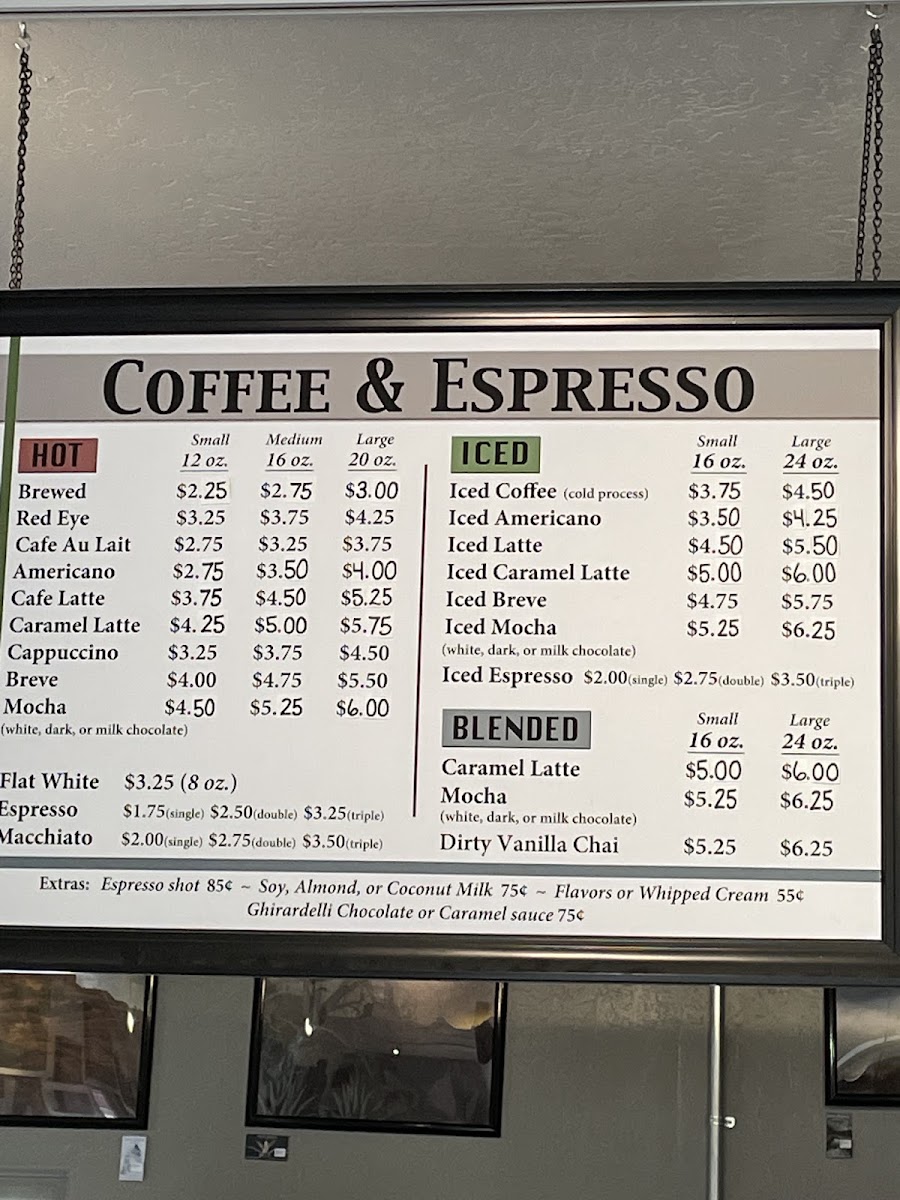 COFFEE & ESPRESSO
HOT
Small Medium Large
12 oz. 16 oz. 20 oz.
Brewed $2.25 $2.75 $3.00
Red Eye $3.25 $3.75 $4.25
Cafe Au Lait $2.75 $3.25 $3.75
Americano $2.75 $3.50 $4.00
Cafe Latte $3.75 $4.50 $5.25
Caramel Latte $4.25 $5.00 $5.75
Cappuccino $3.25 $3.75 $4.50
Breve $4.00 $4.75 $5.50
Mocha $4.50 $5.25 $6.00
(white, dark, or milk chocolate)
Flat White $3.25 (8 oz.)
Espresso $1.75(single) $2.50(double) $3.25(triple)
Macchiato $2.00(single) $2.75(double) $3.50(triple)
ICED
Small Large
16 oz. 24 oz.
Iced Coffee (cold process) $3.75 $4.50
Iced Americano $3.50 $4.25
Iced Latte $4.50 $5.50
Iced Caramel Latte $5.00 $6.00
Iced Breve $4.75 $5.75
Iced Mocha $5.25 $6.25
(white, dark, or milk chocolate)
Iced Espresso $2.00(single) $2.75(double) $3.50(triple)
BLENDED
Small Large
16 oz. 24 oz.
Caramel Latte $5.00 $6.00
Mocha $5.25 $6.25
(white, dark, or milk chocolate)
Dirty Vanilla Chai $5.25 $6.25
Extras: Espresso shot 85¢ ~ Soy, Almond, or Coconut Milk 75¢ ~ Flavors or Whipped Cream 55¢
Ghirardelli Chocolate or Caramel sauce 75¢